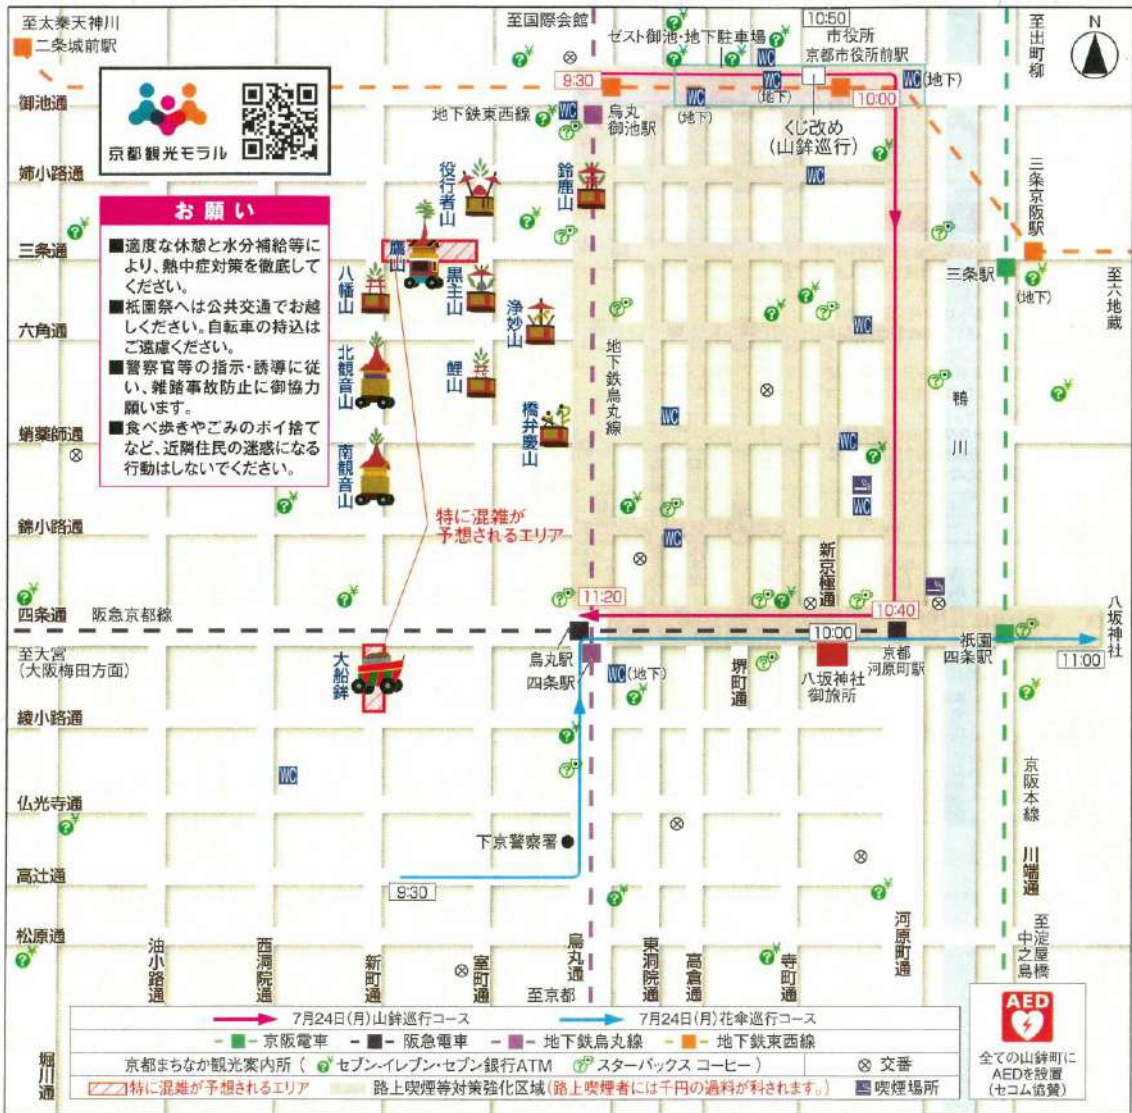 至太秦天神川
二条城前駅
至国際会館
10:50
市役所
ゼスト御池・地下駐車場
京都市役所前駅
至出町柳
N
9:30
WC
WC
(地下)
WC
(地下)
WC
(地下)
10:00
御池通
地下鉄東西線
WC
烏丸
御池駅
くじ改め
(山鉾巡行)
京都観光モラル
姉小路通
役行者山
鈴鹿山
WC
三条京阪駅
お願い
■適度な休憩と水分補給等に
より、熱中症対策を徹底して
ください。
■祇園祭へは公共交通でお越
しください。自転車の持込は
ご遠慮ください。
■警察官等の指示・誘導に従
い、雑踏事故防止に御協力
願います。
■食べ歩きやごみのポイ捨て
など、近隣住民の迷惑になる
行動はしないでください。
三条通
鷹山
八幡山
黒主山
浄妙山
三条駅
(地下)
至六地蔵
六角通
WC
北観音山
鯉山
地下鉄烏丸線
橋弁慶山
鴨川
WC
蛸薬師通
南観音山
WC
WC
特に混雑が
予想されるエリア
錦小路通
WC
新京極通
四条通
阪急京都線
11:20
10:40
八坂神社
至大宮
(大阪梅田方面)
大船鉾
烏丸駅
四条駅
WC
(地下)
堺町通
10:00
八坂神社
御旅所
京都
河原町駅
祇園
四条駅
11:00
綾小路通
WC
仏光寺通
下京警察署
京阪本線
川端通
高辻通
9:30
松原通
油小路通
西洞院通
新町通
室町通
烏丸通
東洞院通
高倉通
寺町通
河原町通
至淀屋橋
中之島
至京都
堀川通
7月24日(月)山鉾巡行コース
7月24日(月)花傘巡行コース
京阪電車
阪急電車
地下鉄烏丸線
地下鉄東西線
京都まちなか観光案内所(
セブン-イレブン・セブン銀行ATM
スターバックス コーヒー)
交番
特に混雑が予想されるエリア
路上喫煙等対策強化区域(路上喫煙者には千円の過料が科されます。)
喫煙場所
AED
全ての山鉾町に
AEDを設置
(セコム協賛)